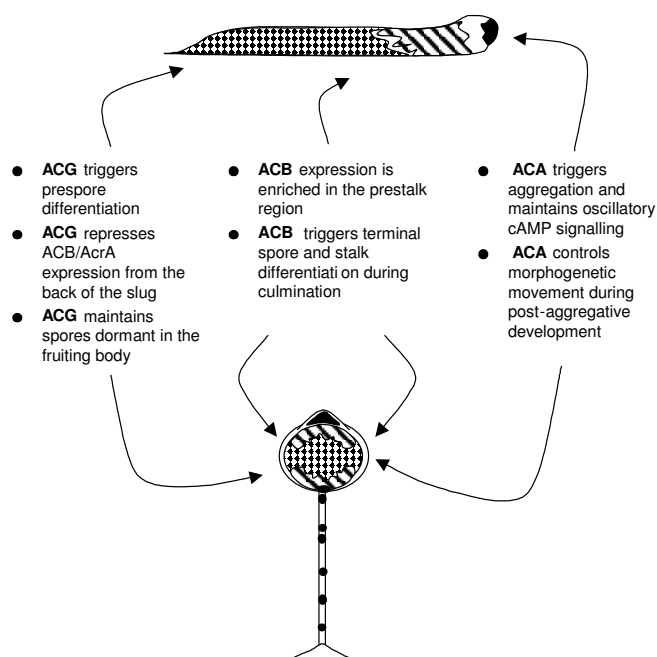 ● ACG triggers
prespore
differentiation
● ACG represses
ACB/AcrA
expression from the
back of the slug
● ACG maintains
spores dormant in the
fruiting body
● ACB expression is
enriched in the prestalk
region
● ACB triggers terminal
spore and stalk
differentiati on during
culmination
● ACA triggers
aggregation and
maintains oscillatory
cAMP signalling
● ACA controls
morphogenetic
movement during
post-aggregative
development